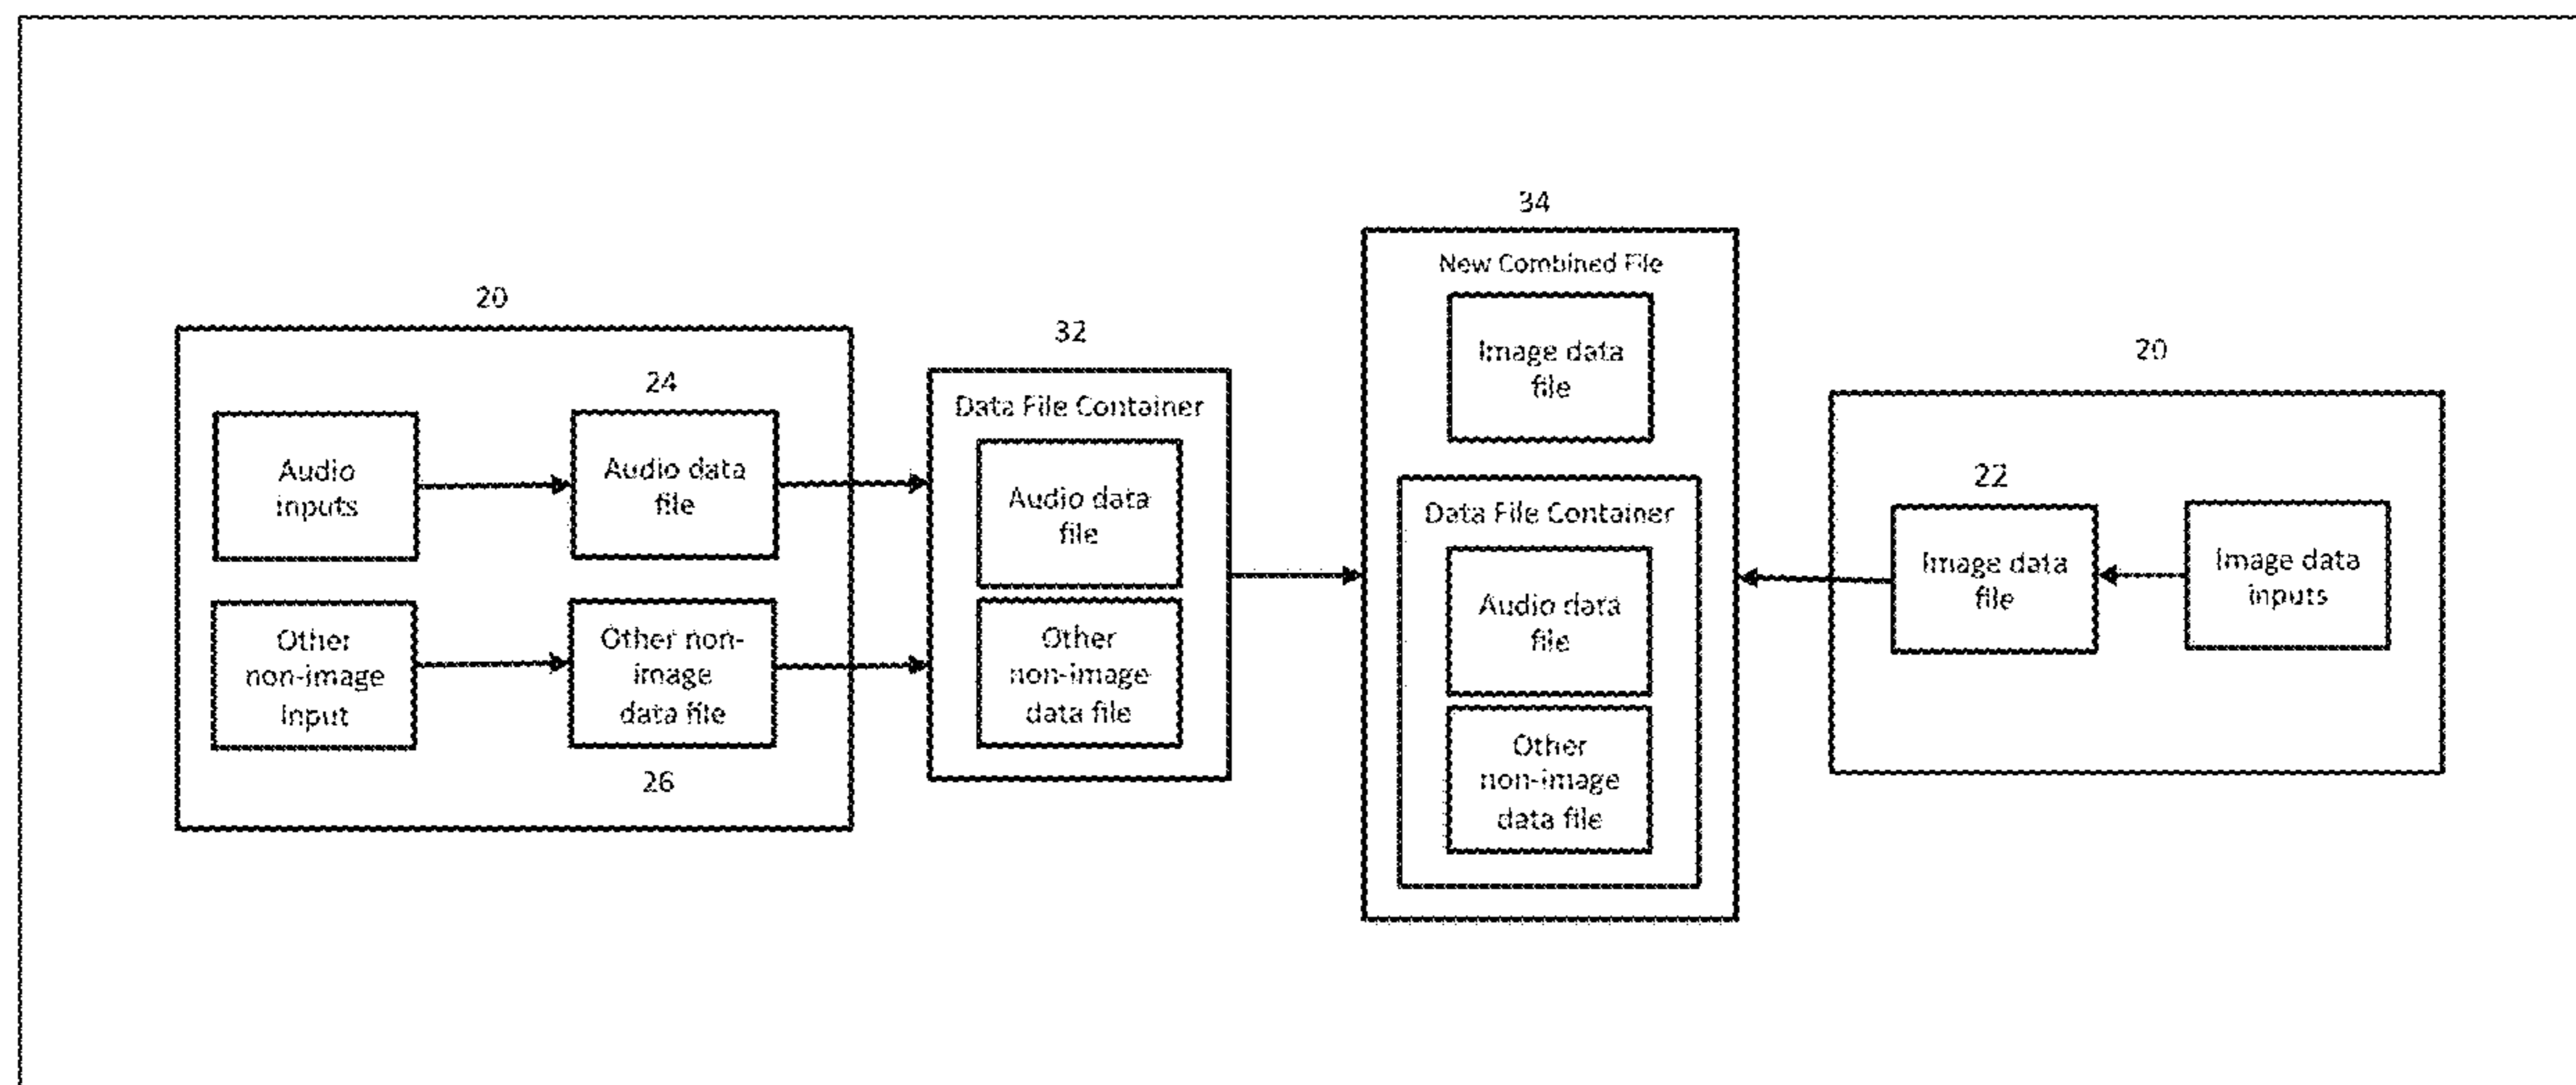 20
24
Audio
inputs
Audio data
file
Other
non-image
Input
Other non-
image
data file
26
32
Data File Container
Audio data
file
Other
non-image
data file
34
New Combined File
Image data
file
Data File Container
Audio data
file
Other
non-image
data file
20
22
Image data
file
Image data
inputs